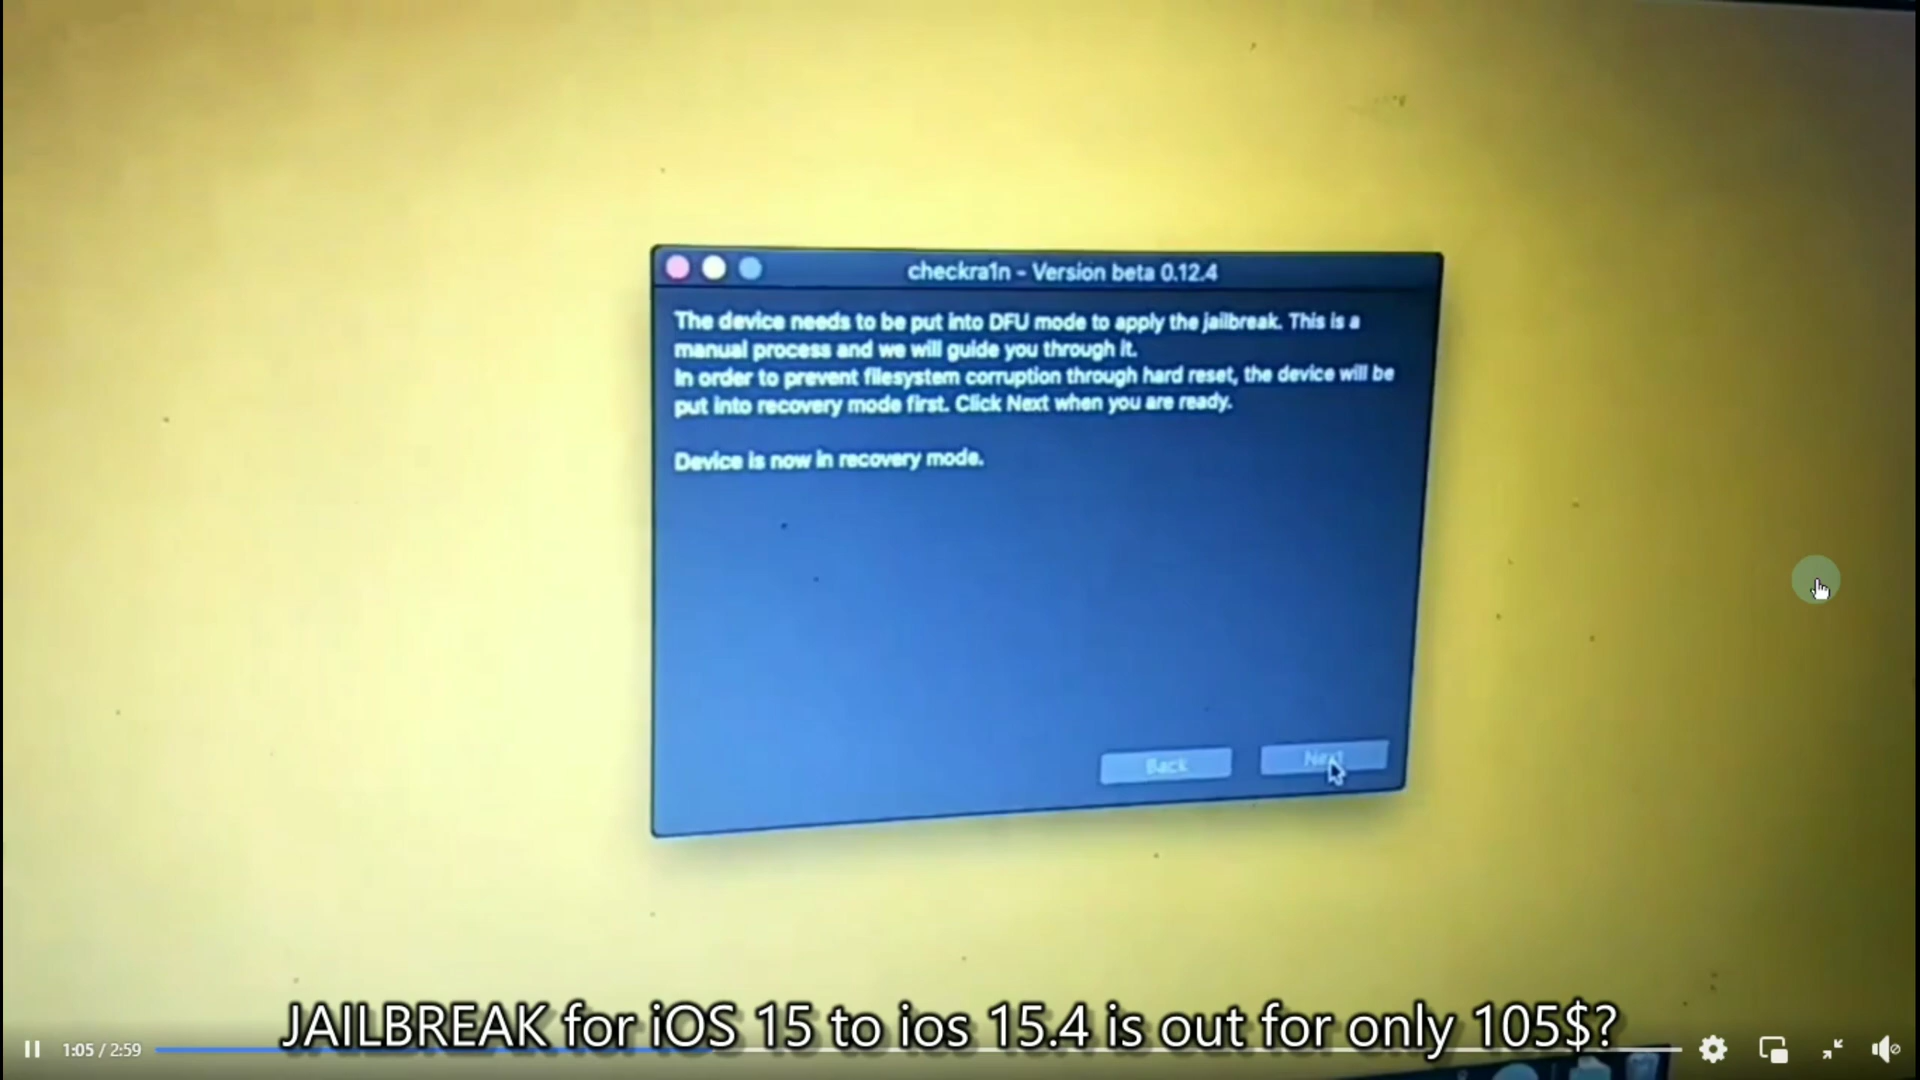 checkra1n - Version beta 0.12.4
The device needs to be put into DFU mode to apply the jailbreak. This is a
manual process and we will guide you through it.
In order to prevent filesystem corruption through hard reset, the device will be
put into recovery mode first. Click Next when you are ready.
Device is now in recovery mode.
Back
Next
JAILBREAK for iOS 15 to ios 15.4 is out for only 105$?
1:05 / 2:59